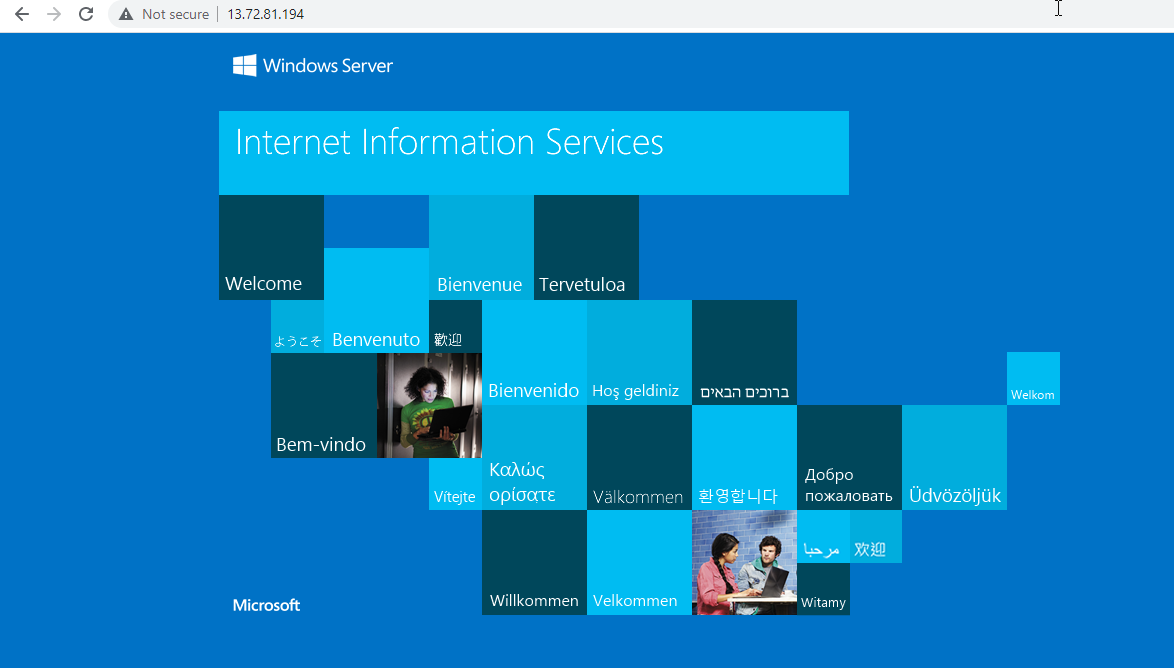 Not secure
13.72.81.194
Windows Server
Internet Information Services
Welcome
Bienvenue
Tervetuloa
ようこそ
Benvenuto
歡迎
Bienvenido
Hoş geldiniz
ברוכים הבאים
Welkom
Bem-vindo
Vítejte
Καλώς
ορίσατε
Välkommen
환영합니다
Добро
пожаловать
Üdvözöljük
مرحبا
欢迎
Willkommen
Velkommen
Witamy
Microsoft